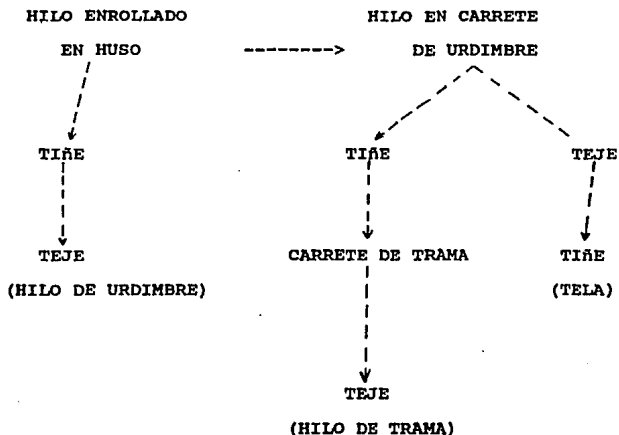 HILO ENROLLADO HILO EN CARRETE
EN HUSO DE URDIMBRE
TIñE TIñE TEJE
TEJE CARRETE DE TRAMA TIñE
(HILO DE URDIMBRE) (TELA)
TEJE
(HILO DE TRAMA)